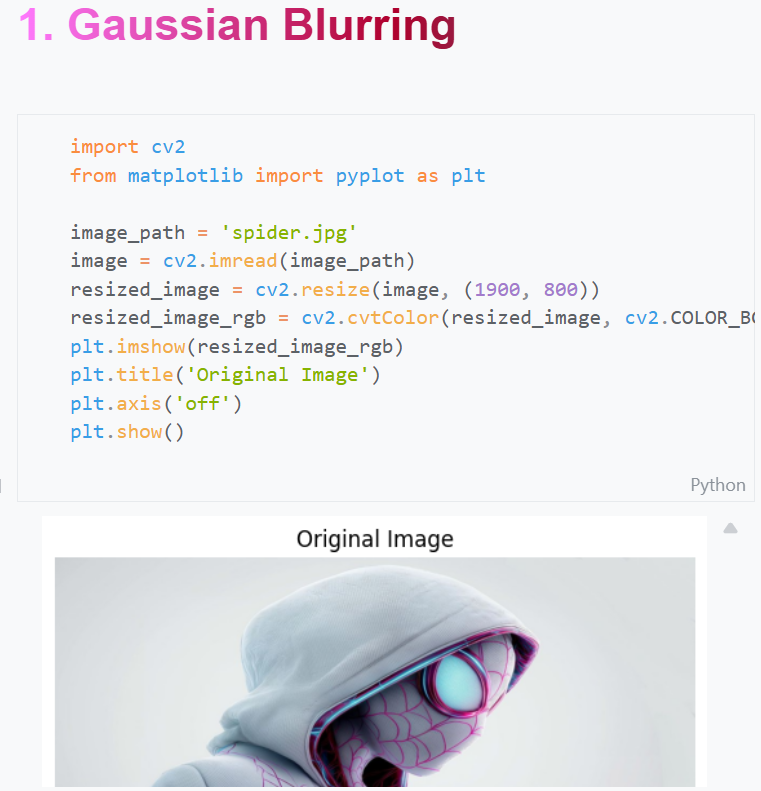 1. Gaussian Blurring
import cv2
from matplotlib import pyplot as plt
image_path = 'spider.jpg'
image = cv2.imread(image_path)
resized_image = cv2.resize(image, (1900, 800))
resized_image_rgb = cv2.cvtColor(resized_image, cv2.COLOR_B
plt.imshow(resized_image_rgb)
plt.title('Original Image')
plt.axis('off')
plt.show()
Python
Original Image